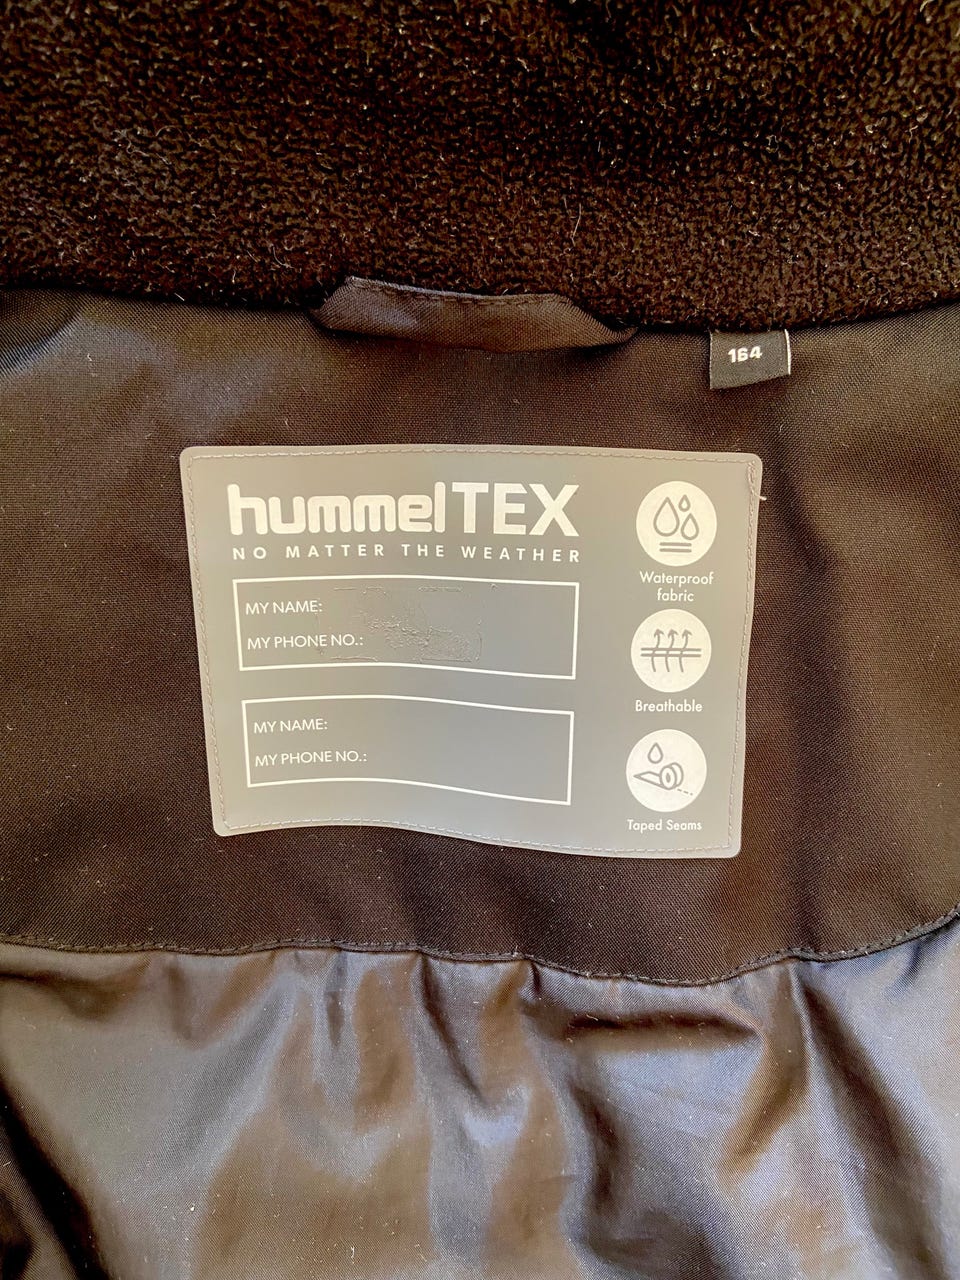 164
hummelTEX
NO MATTER THE WEATHER
MY NAME:
MY PHONE NO.:
MY NAME:
MY PHONE NO.:
Waterproof
fabric
Breathable
Taped Seams